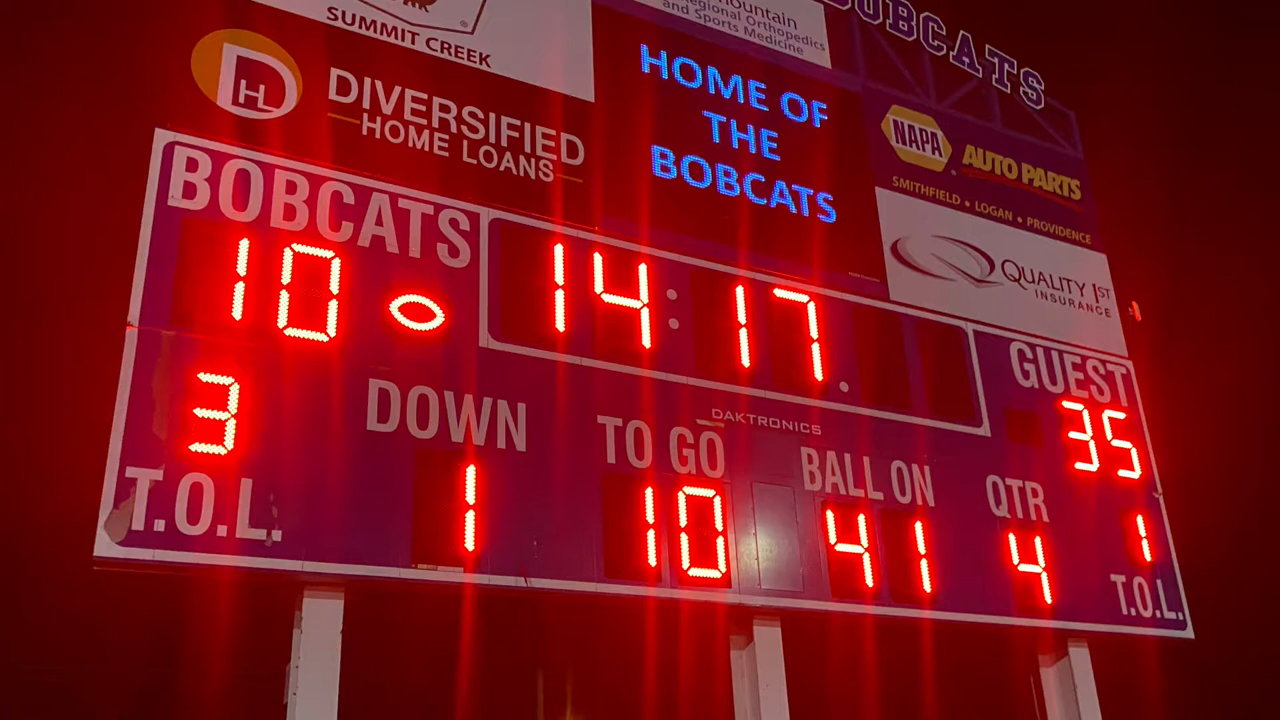 SUMMIT CREEK
DH
L
DIVERSIFIED
HOME LOANS
HOME OF
THE
BOBCATS
Regional Orthopedics
and Sports Medicine
BOBCATS
NAPA
AUTO PARTS
SMITHFIELD • LOGAN • PROVIDENCE
QUALITY 1ST
INSURANCE
BOBCATS
10
14:17.
GUEST
35
3
T.O.L.
DOWN
1
TO GO
10
DAKTRONICS
BALL ON
41
QTR
4
1
T.O.L.